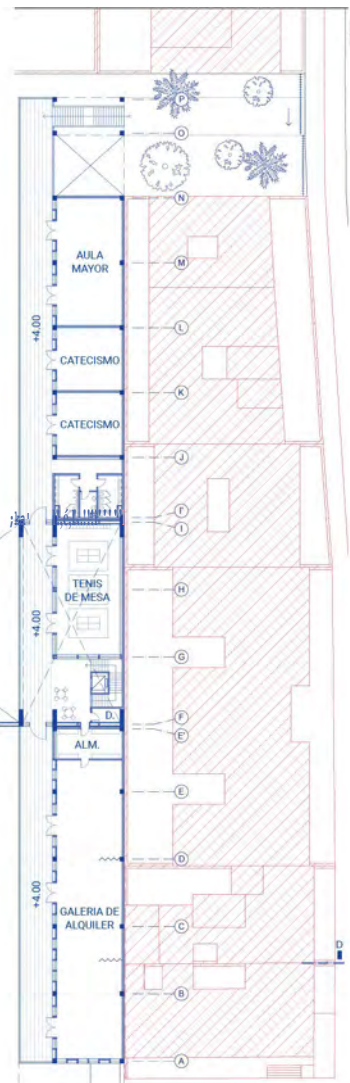 P
O
N
AULA
MAYOR
M
+4.00
L
CATECISMO
K
CATECISMO
J
I'
I
TENIS
DE MESA
H
+4.00
G
D.
F
E'
ALM.
E
D
+4.00
GALERIA DE
ALQUILER
C
D
B
A